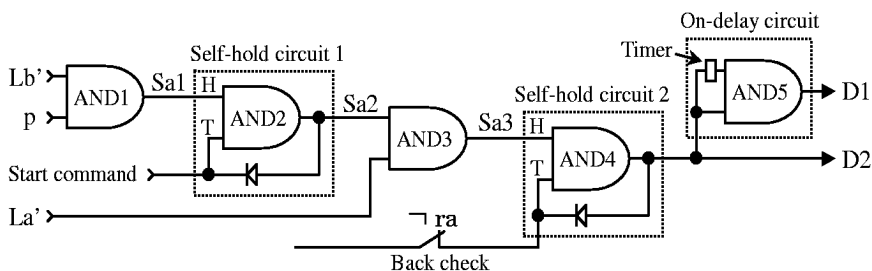 On-delay circuit
Timer
Self-hold circuit 1
Lb'
Sa1
H
Sa2
AND1
AND2
AND5
D1
p
T
Self-hold circuit 2
AND3
Sa3
H
AND4
Start command
T
D2
La'
¬ ra
Back check